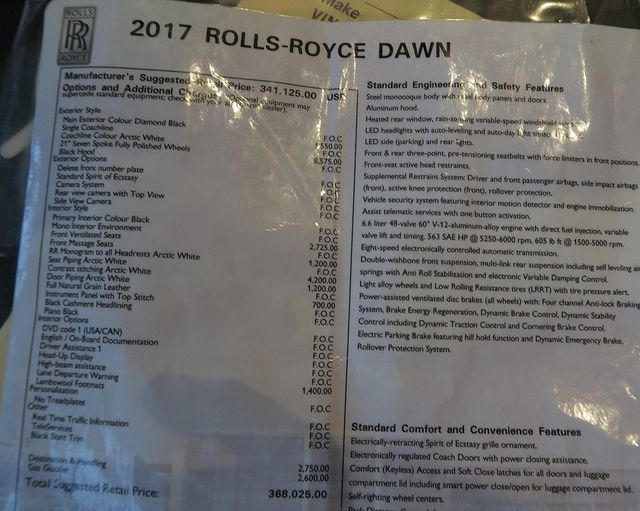 Make
VIN
ROLLS
RR
ROYCE
2017 ROLLS-ROYCE DAWN
Manufacturer's Suggested Retail Price: 341,125.00 USD
Options and Additional
supercede standard equipment; check with your dealer).
Exterior Style
Main Exterior Colour Diamond Black F.O.C
Single Coachline 1,550.00
Coachline Colour Arctic White F.O.C
21" Seven Spoke Fully Polished Wheels 8,575.00
Black Hood F.O.C
Exterior Options
Delete front number plate F.O.C
Standard Spirit of Ecstasy F.O.C
Camera System F.O.C
Rear view camera with Top View F.O.C
Side View Camera F.O.C
Interior Style
Primary Interior Colour Black F.O.C
Mono Interior Environment F.O.C
Front Ventilated Seats F.O.C
Front Massage Seats 2,725.00
RR Monogram to all Headrests Arctic White
Seat Piping Arctic White 1,200.00
Contrast stitching Arctic White F.O.C
Door Piping Arctic White 4,200.00
Full Natural Grain Leather 1,200.00
Instrument Panel with Top Stitch 700.00
Black Cashmere Headlining F.O.C
Piano Black
Interior Options
DVD code 1 (USA/CAN) F.O.C
English / On-Board Documentation F.O.C
Driver Assistance 1 F.O.C
Head-Up Display F.O.C
High-beam assistance F.O.C
Lane Departure Warning F.O.C
Lambswool Footmats 1,400.00
Personalisation
No Treadplates F.O.C
Other
Real Time Traffic Information F.O.C
TeleServices F.O.C
Black Boot Trim F.O.C
Destination & Handling 2,750.00
Gas Guzzler 2,600.00
Total Suggested Retail Price: 368,025.00
Standard Engineering and Safety Features
Steel monocoque body with steel body panels and doors.
Aluminum hood.
Heated rear window, rain-sensing variable-speed windshield
LED headlights with auto-leveling and auto-day light
LED side (parking) and rear lights.
Front & rear three-point, pre-tensioning seatbelts with force limiters in front positions.
Front-seat active head restraints.
Supplemental Restraint System: Driver and front passenger airbags, side impact airbags
(front), active knee protection (front), rollover protection.
Vehicle security system featuring interior motion detector and engine immobilization.
Assist telematic services with one button activation.
6.6 liter 48-valve 60° V-12-aluminum-alloy engine with direct fuel injection, variable
valve lift and timing. 563 SAE HP @ 5250-6000 rpm, 605 lb ft @ 1500-5000 rpm.
Eight-speed electronically controlled automatic transmission.
Double-wishbone front suspension, multi-link rear suspension including self leveling air
springs with Anti Roll Stabilization and electronic Variable Damping Control.
Light alloy wheels and Low Rolling Resistance tires (LRRT) with tire pressure alert.
Power-assisted ventilated disc brakes (all wheels) with: Four channel Anti-lock Braking
System, Brake Energy Regeneration, Dynamic Brake Control, Dynamic Stability
Control including Dynamic Traction Control and Cornering Brake Control.
Electric Parking Brake featuring hill hold function and Dynamic Emergency Brake.
Rollover Protection System.
Standard Comfort and Convenience Features
Electrically-retracting Spirit of Ecstasy grille ornament.
Electronically regulated Coach Doors with power closing assistance.
Comfort (Keyless) Access and Soft Close latches for all doors and luggage
compartment lid including smart power close/open for luggage compartment lid.
Self-righting wheel centers.